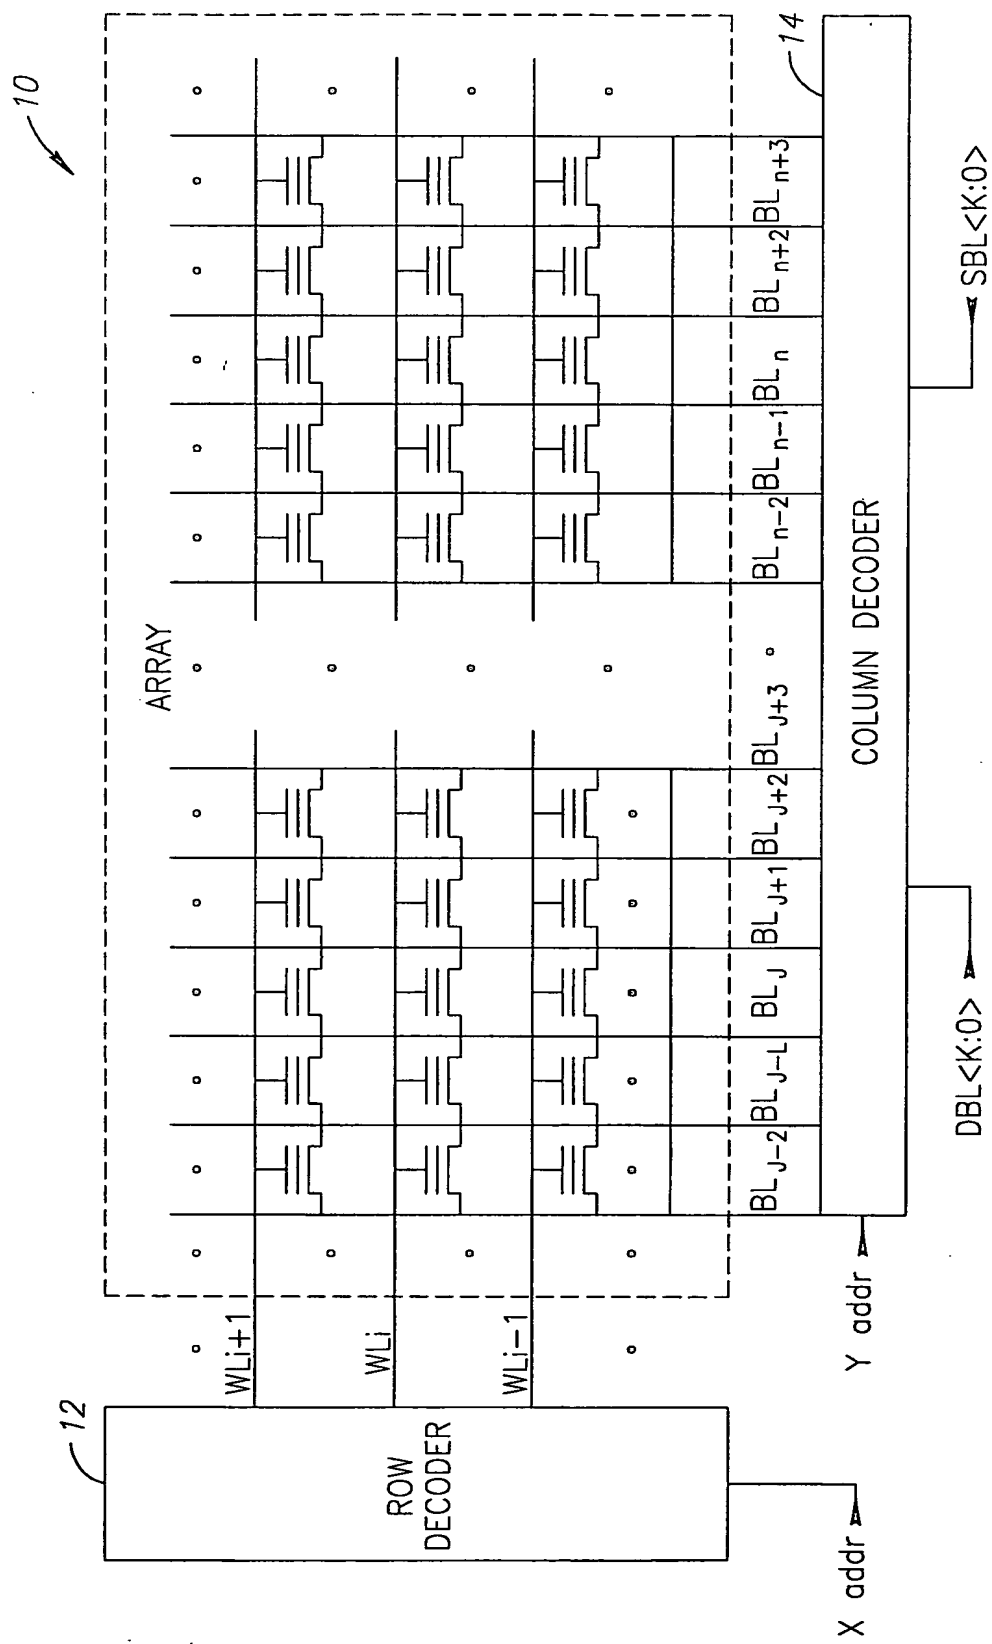 10
ARRAY
12
ROW
DECODER
WLi+1
WLi
WLi-1
X addr
Y addr
BLJ-2
BLJ-L
BLJ
BLJ+1
BLJ+2
BLJ+3
BLn-2
BLn-1
BLn
BLn+2
BLn+3
14
COLUMN DECODER
DBL<K:0>
SBL<K:0>